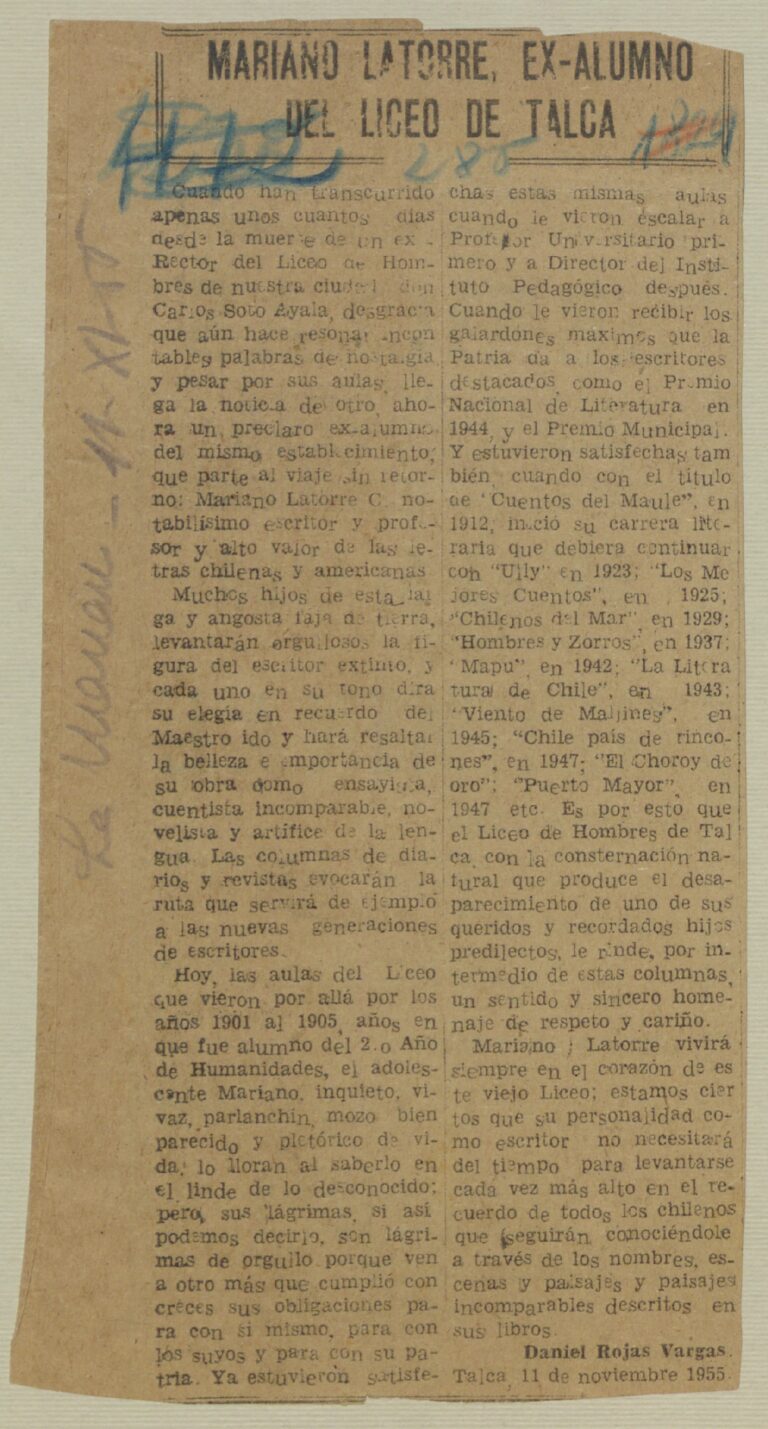 MARIANO LATORRE, EX-ALUMNO
DEL LICEO DE TALCA
4172
285
La Mañana - 11-XI-55
Cuando han transcurrido
apenas unos cuantos días
desde la muerte de un ex -
Rector del Liceo de Hom-
bres de nuestra ciudad don
Carlos Soto Ayala, desgracia
que aún hace resonar incon
tables palabras de nostalgia
y pesar por sus aulas, lle-
ga la noticia de otro, aho-
ra un preclaro ex-alumno
del mismo establecimiento,
que parte al viaje sin retor-
no: Mariano Latorre C. no-
tabilísimo escritor y profe-
sor y alto valor de las le-
tras chilenas y americanas
Muchos hijos de esta lar
ga y angosta faja de tierra,
levantarán orgullosos la fi-
gura del escritor extinto, y
cada uno en su tono dira
su elegía en recuerdo del
Maestro ido y hará resaltar
la belleza e importancia de
su obra como ensayista,
cuentista incomparable, no-
velista y artífice de la len-
gua. Las columnas de dia-
rios y revistas evocarán la
ruta que servirá de ejemplo
a las nuevas generaciones
de escritores.
Hoy, las aulas del Liceo
que vieron por allá por los
años 1901 al 1905, años en
que fue alumno del 2.o Año
de Humanidades, el adoles-
cente Mariano, inquieto, vi-
vaz, parlanchín, mozo bien
parecido y pletórico de vi-
da, lo lloran al saberlo en
el linde de lo desconocido;
pero, sus lágrimas, si así
podemos decirlo, son lágri-
mas de orgullo porque ven
a otro más que cumplió con
creces sus obligaciones pa-
ra con si mismo, para con
los suyos y para con su pa-
tria. Ya estuvieron satisfe-
chas estas mismas aulas
cuando le vieron escalar a
Profesor Universitario pri-
mero y a Director del Insti-
tuto Pedagógico después.
Cuando le vieron recibir los
galardones máximos que la
Patria da a los escritores
destacados, como el Premio
Nacional de Literatura en
1944, y el Premio Municipal.
Y estuvieron satisfechas tam
bién cuando con el título
de "Cuentos del Maule", en
1912, inició su carrera lite-
raria que debiera continuar
con "Ully" en 1923; "Los Me
jores Cuentos", en 1925;
"Chilenos del Mar" en 1929;
"Hombres y Zorros", en 1937;
"Mapu", en 1942; "La Litera
tura de Chile", en 1943;
"Viento de Mallines", en
1945; "Chile país de rinco-
nes", en 1947; "El Choroy de
oro"; "Puerto Mayor", en
1947 etc. Es por esto que
el Liceo de Hombres de Tal
ca, con la consternación na-
tural que produce el desa-
parecimiento de uno de sus
queridos y recordados hijos
predilectos, le rinde, por in-
termedio de estas columnas,
un sentido y sincero home-
naje de respeto y cariño.
Mariano Latorre vivirá
siempre en el corazón de es
te viejo Liceo; estamos cier
tos que su personalidad co-
mo escritor no necesitará
del tiempo para levantarse
cada vez más alto en el re-
cuerdo de todos los chilenos
que seguirán conociéndole
a través de los nombres, es-
cenas y paisajes y paisajes
incomparables descritos en
sus libros.
Daniel Rojas Vargas.
Talca, 11 de noviembre 1955.